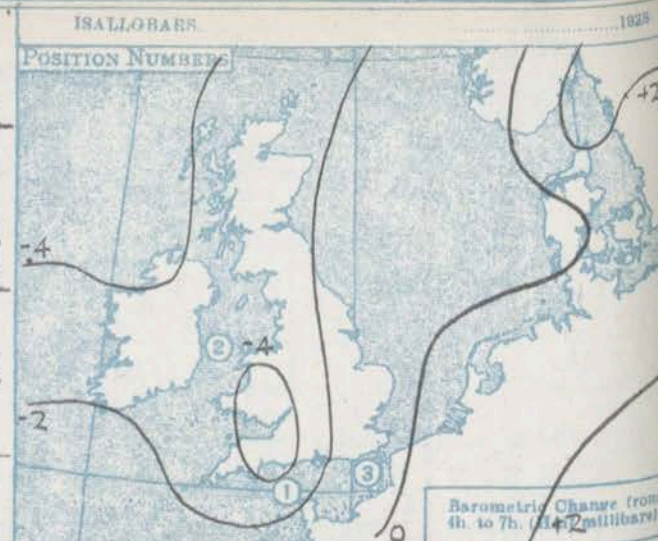 ISALLOBARS
1928
POSITION NUMBERS
+2
-4
2
-4
-2
3
1
Barometric Change from
4h. to 7h. (Half millibars)
+2
0